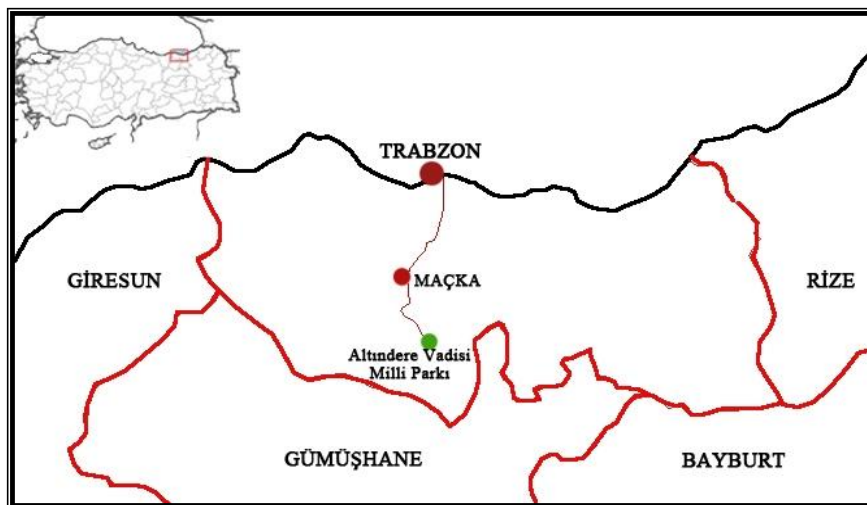 TRABZON
GİRESUN
MAÇKA
RİZE
Altındere Vadisi
Milli Parkı
GÜMÜŞHANE
BAYBURT